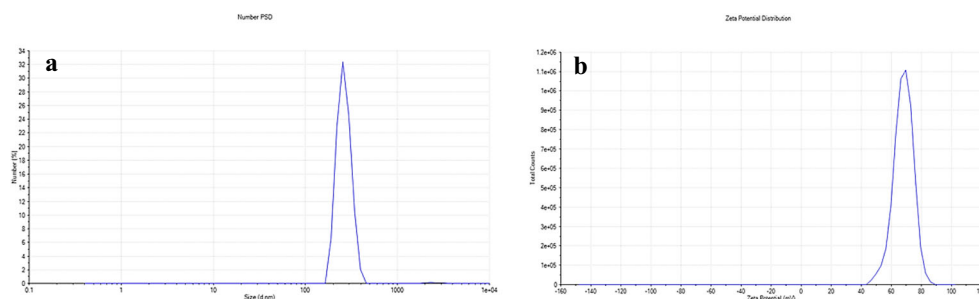 Number PSD
a
34
32
30
28
26
24
22
20
18
16
14
12
10
8
6
4
2
0
Number [%]
0.1 1 10 100 1000 1e+04
Size (d.nm)
Zeta Potential Distribution
b
1.2e+06
1.1e+06
1e+06
9e+05
8e+05
7e+05
6e+05
5e+05
4e+05
3e+05
2e+05
1e+05
0
Total Counts
-160 -140 -120 -100 -80 -60 -40 -20 0 20 40 60 80 100
Zeta Potential (mV)